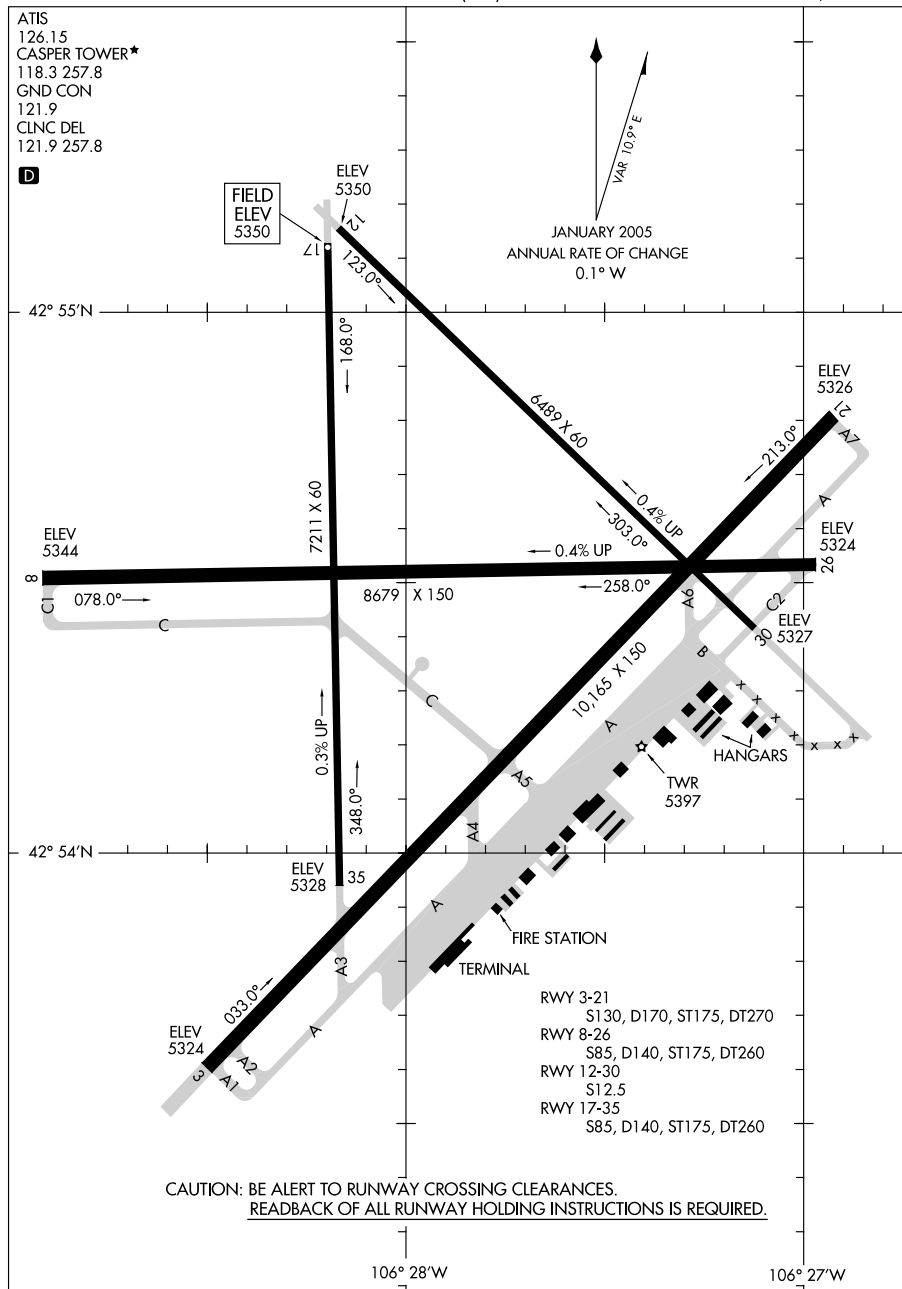 ATIS
126.15
CASPER TOWER★
118.3 257.8
GND CON
121.9
CLNC DEL
121.9 257.8
D
FIELD
ELEV
5350
ELEV
5350
12
17
123.0°
168.0°
VAR 10.9° E
JANUARY 2005
ANNUAL RATE OF CHANGE
0.1° W
42° 55'N
ELEV
5326
21
A7
213.0°
6489 X 60
A
7211 X 60
0.4% UP
303.0°
ELEV
5344
0.4% UP
ELEV
5324
26
8
078.0°
8679 X 150
258.0°
C1
C
A6
C2
30
ELEV
5327
B
10,165 X 150
C
A
0.3% UP
348.0°
x x x x x x x
HANGARS
TWR
5397
A5
A4
42° 54'N
ELEV
5328
35
A
FIRE STATION
A3
TERMINAL
033.0°
A
ELEV
5324
3
A2
A1
RWY 3-21
S130, D170, ST175, DT270
RWY 8-26
S85, D140, ST175, DT260
RWY 12-30
S12.5
RWY 17-35
S85, D140, ST175, DT260
CAUTION: BE ALERT TO RUNWAY CROSSING CLEARANCES.
READBACK OF ALL RUNWAY HOLDING INSTRUCTIONS IS REQUIRED.
106° 28'W
106° 27'W